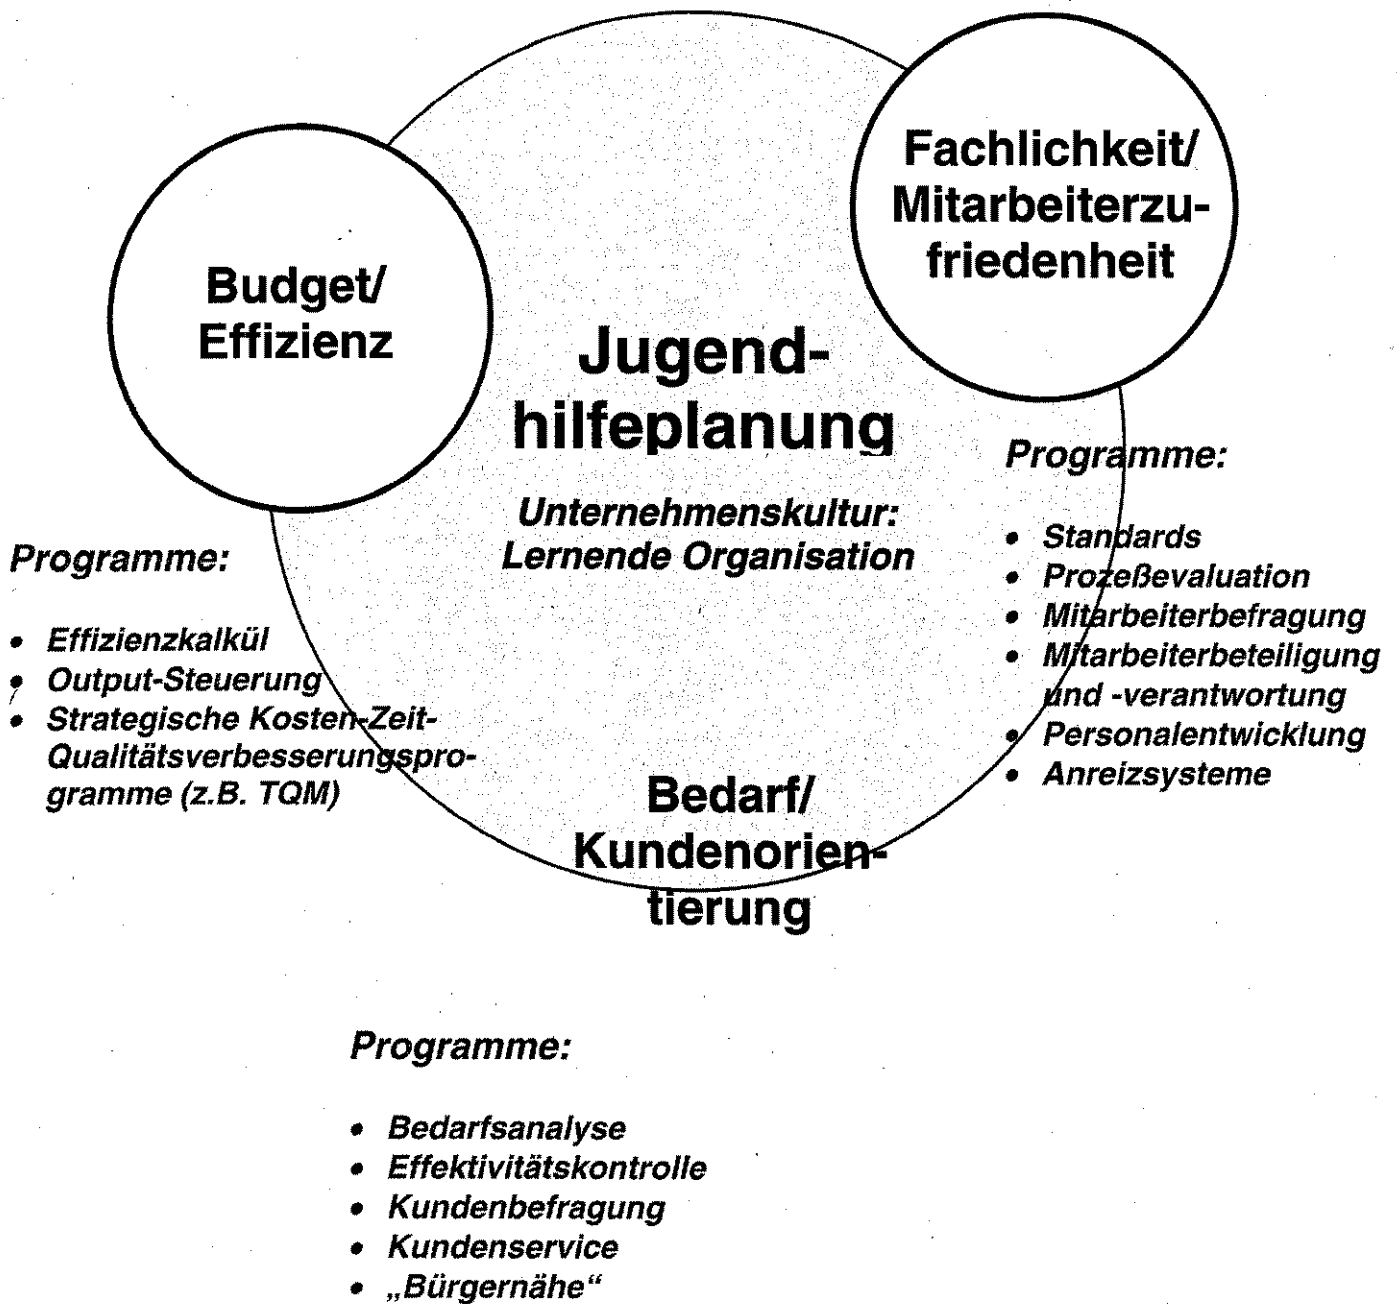 Fachlichkeit/
Mitarbeiterzu-
friedenheit
Budget/
Effizienz
Jugend-
hilfeplanung
Unternehmenskultur:
Lernende Organisation
Programme:
• Standards
• Prozeßevaluation
• Mitarbeiterbefragung
• Mitarbeiterbeteiligung
und -verantwortung
• Personalentwicklung
• Anreizsysteme
Programme:
• Effizienzkalkül
• Output-Steuerung
• Strategische Kosten-Zeit-
Qualitätsverbesserungspro-
gramme (z.B. TQM)
Bedarf/
Kundenorien-
tierung
Programme:
• Bedarfsanalyse
• Effektivitätskontrolle
• Kundenbefragung
• Kundenservice
• „Bürgernähe“